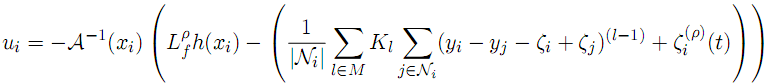 u_i = -\mathcal{A}^{-1}(x_i) \left( L_f^{\rho} h(x_i) - \left( \frac{1}{|\mathcal{N}_i|} \sum_{l \in M} K_l \sum_{j \in \mathcal{N}_i} (y_i - y_j - \zeta_i + \zeta_j)^{(l-1)} + \zeta_i^{(\rho)}(t) \right) \right)